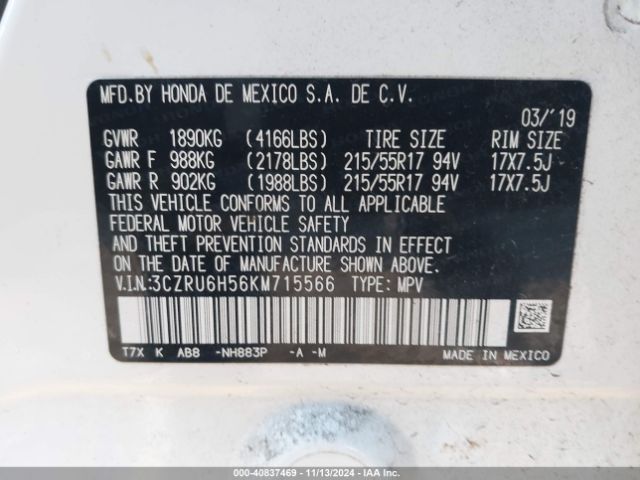 MFD.BY HONDA DE MEXICO S.A. DE C.V.
03/'19
GVWR 1890KG (4166LBS) TIRE SIZE RIM SIZE
GAWR F 988KG (2178LBS) 215/55R17 94V 17X7.5J
GAWR R 902KG (1988LBS) 215/55R17 94V 17X7.5J
THIS VEHICLE CONFORMS TO ALL APPLICABLE
FEDERAL MOTOR VEHICLE SAFETY
AND THEFT PREVENTION STANDARDS IN EFFECT
ON THE DATE OF MANUFACTURE SHOWN ABOVE.
V.I.N.:3CZRU6H56KM715566 TYPE: MPV
T7X K AB8 -NH883P -A -M MADE IN MEXICO
000-40837469 - 11/13/2024 - IAA Inc.